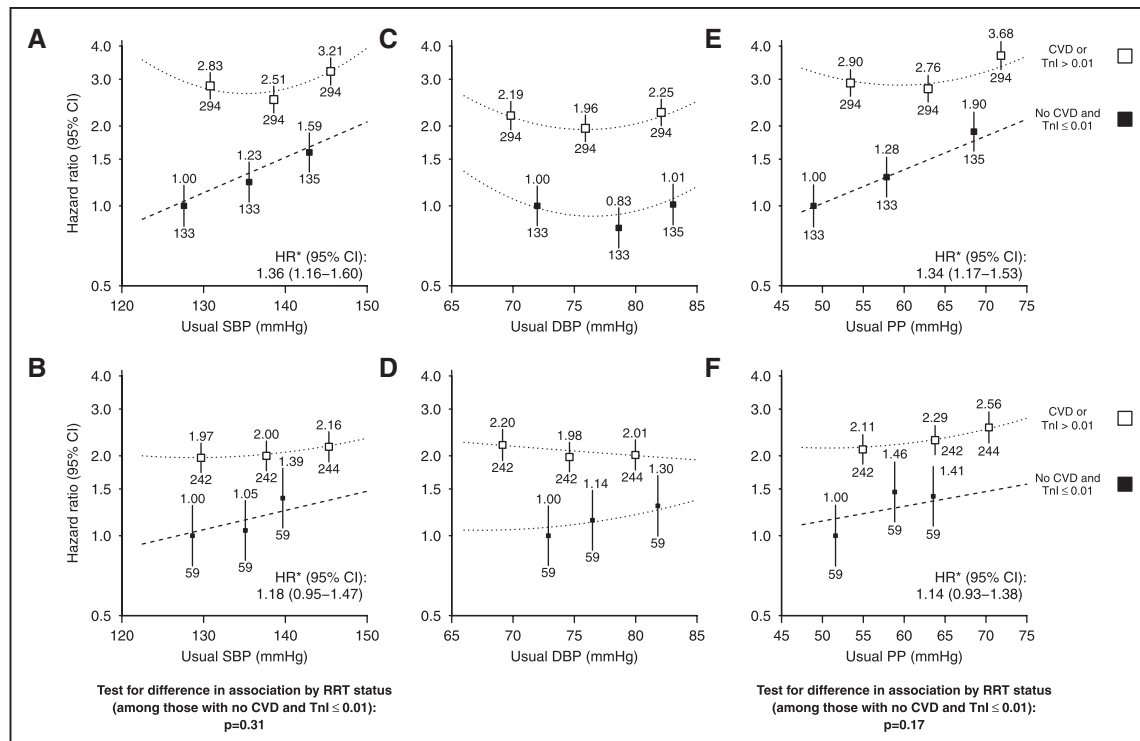 A
4.0
3.0
2.0
1.5
1.0
0.5
Hazard ratio (95% CI)
2.83
294
2.51
294
3.21
294
1.00
133
1.23
133
1.59
135
HR* (95% CI):
1.36 (1.16–1.60)
120 130 140 150
Usual SBP (mmHg)
C
4.0
3.0
2.0
1.5
1.0
0.5
2.19
294
1.96
294
2.25
294
1.00
133
0.83
133
1.01
135
65 70 75 80 85
Usual DBP (mmHg)
E
4.0
3.0
2.0
1.5
1.0
0.5
2.90
294
2.76
294
3.68
294
1.00
133
1.28
133
1.90
135
HR* (95% CI):
1.34 (1.17–1.53)
45 50 55 60 65 70 75
Usual PP (mmHg)
CVD or
TnI > 0.01
No CVD and
TnI ≤ 0.01
B
4.0
3.0
2.0
1.5
1.0
0.5
Hazard ratio (95% CI)
1.97
242
2.00
242
2.16
244
1.00
59
1.05
59
1.39
59
HR* (95% CI):
1.18 (0.95–1.47)
120 130 140 150
Usual SBP (mmHg)
D
4.0
3.0
2.0
1.5
1.0
0.5
2.20
242
1.98
242
2.01
244
1.00
59
1.14
59
1.30
59
65 70 75 80 85
Usual DBP (mmHg)
F
4.0
3.0
2.0
1.5
1.0
0.5
2.11
242
2.29
242
2.56
244
1.00
59
1.46
59
1.41
59
HR* (95% CI):
1.14 (0.93–1.38)
45 50 55 60 65 70 75
Usual PP (mmHg)
CVD or
TnI > 0.01
No CVD and
TnI ≤ 0.01
Test for difference in association by RRT status
(among those with no CVD and TnI ≤ 0.01):
p=0.31
Test for difference in association by RRT status
(among those with no CVD and TnI ≤ 0.01):
p=0.17